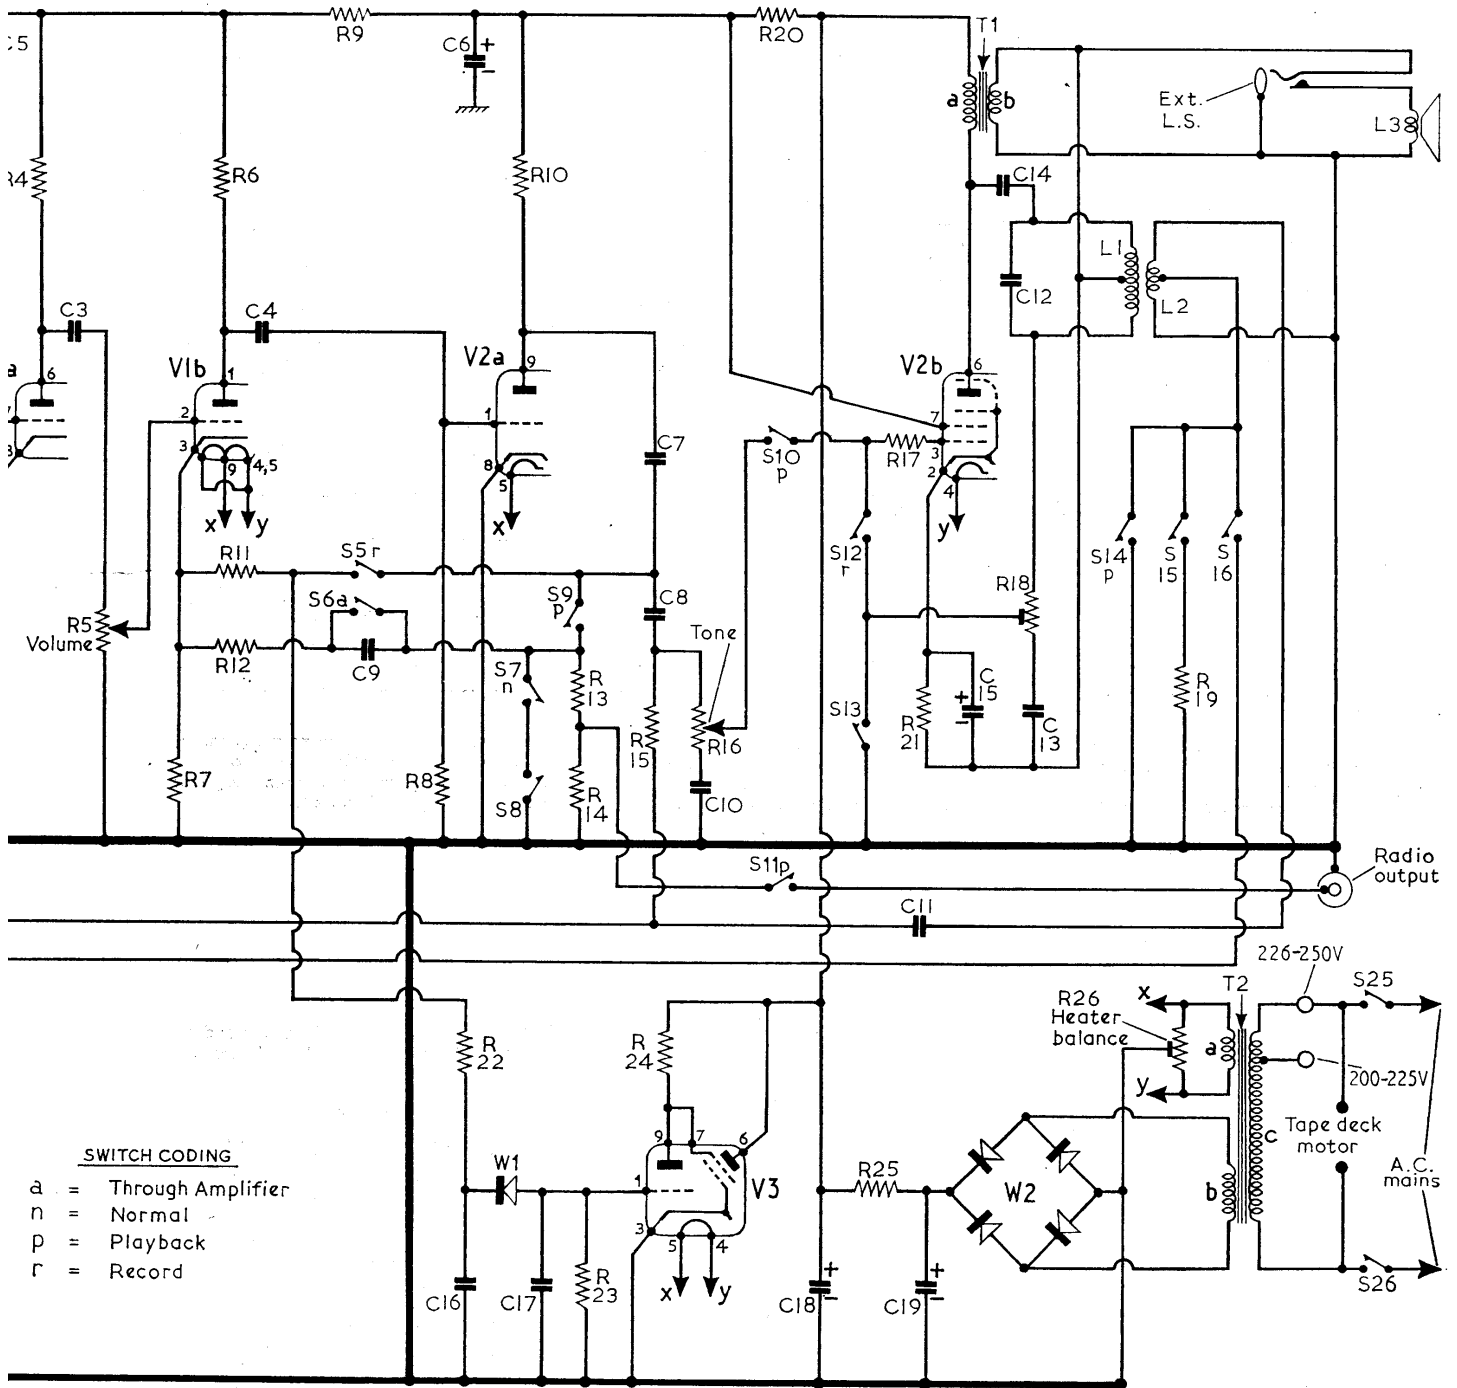 R9
R20
C6
+
-
T1
a
b
Ext.
L.S.
L3
C5
R4
R6
R10
C14
L1
L2
C12
C3
C4
V1b
V2a
V2b
a
6
1
9
6
2
3
9
4,5
1
8
5
7
3
2
4
x
y
x
y
C7
S10
p
R17
R11
S5r
S6a
S9
p
C8
Tone
S12
r
R18
S14
p
S
15
S
16
R5
Volume
R12
C9
S7
n
R
13
R
15
R16
S13
R
21
+
-
C
15
C
13
R
19
R7
R8
S8
R
14
C10
S11p
Radio
output
C11
226-250V
T2
S25
x
R26
Heater
balance
a
y
200-225V
R
22
R
24
Tape deck
motor
c
A.C.
mains
9
7
6
W1
1
V3
3
5
4
R25
W2
b
SWITCH CODING
a = Through Amplifier
n = Normal
p = Playback
r = Record
C16
C17
R
23
x
y
C18
+
-
C19
+
-
S26